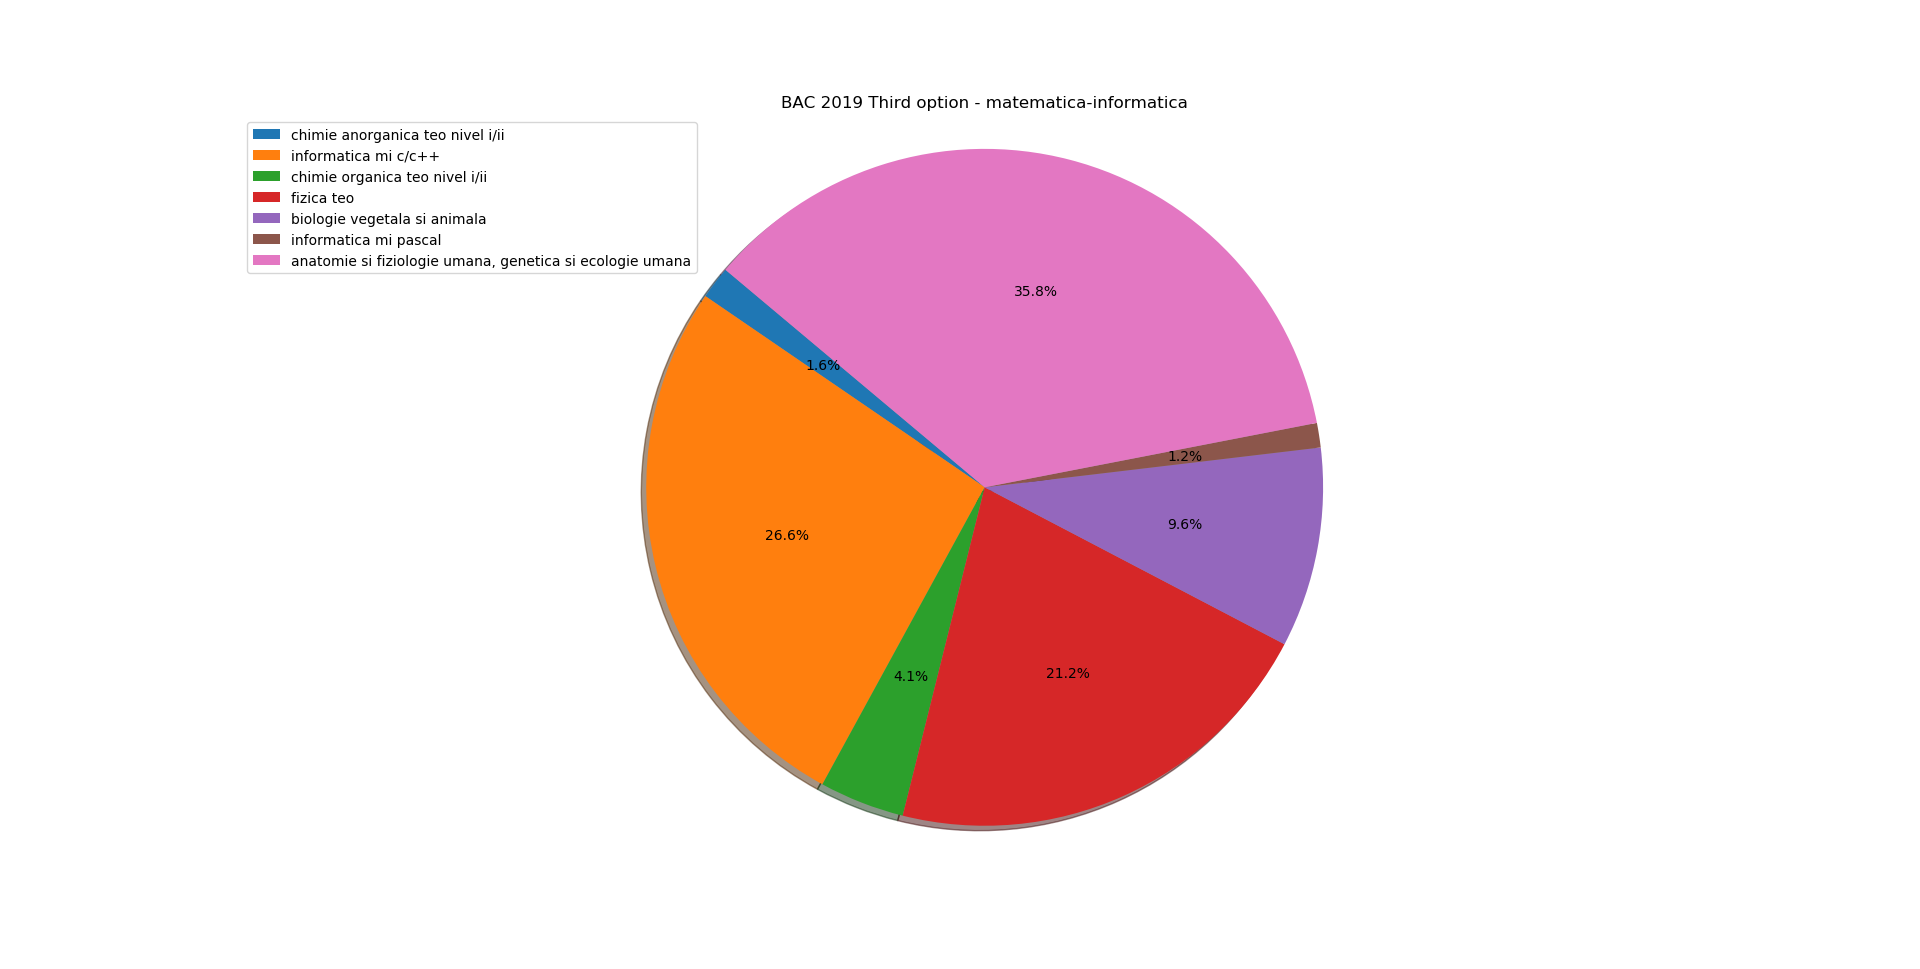 BAC 2019 Third option - matematica-informatica
chimie anorganica teo nivel i/ii
informatica mi c/c++
chimie organica teo nivel i/ii
fizica teo
biologie vegetala si animala
informatica mi pascal
anatomie si fiziologie umana, genetica si ecologie umana
35.8%
1.6%
1.2%
9.6%
26.6%
21.2%
4.1%